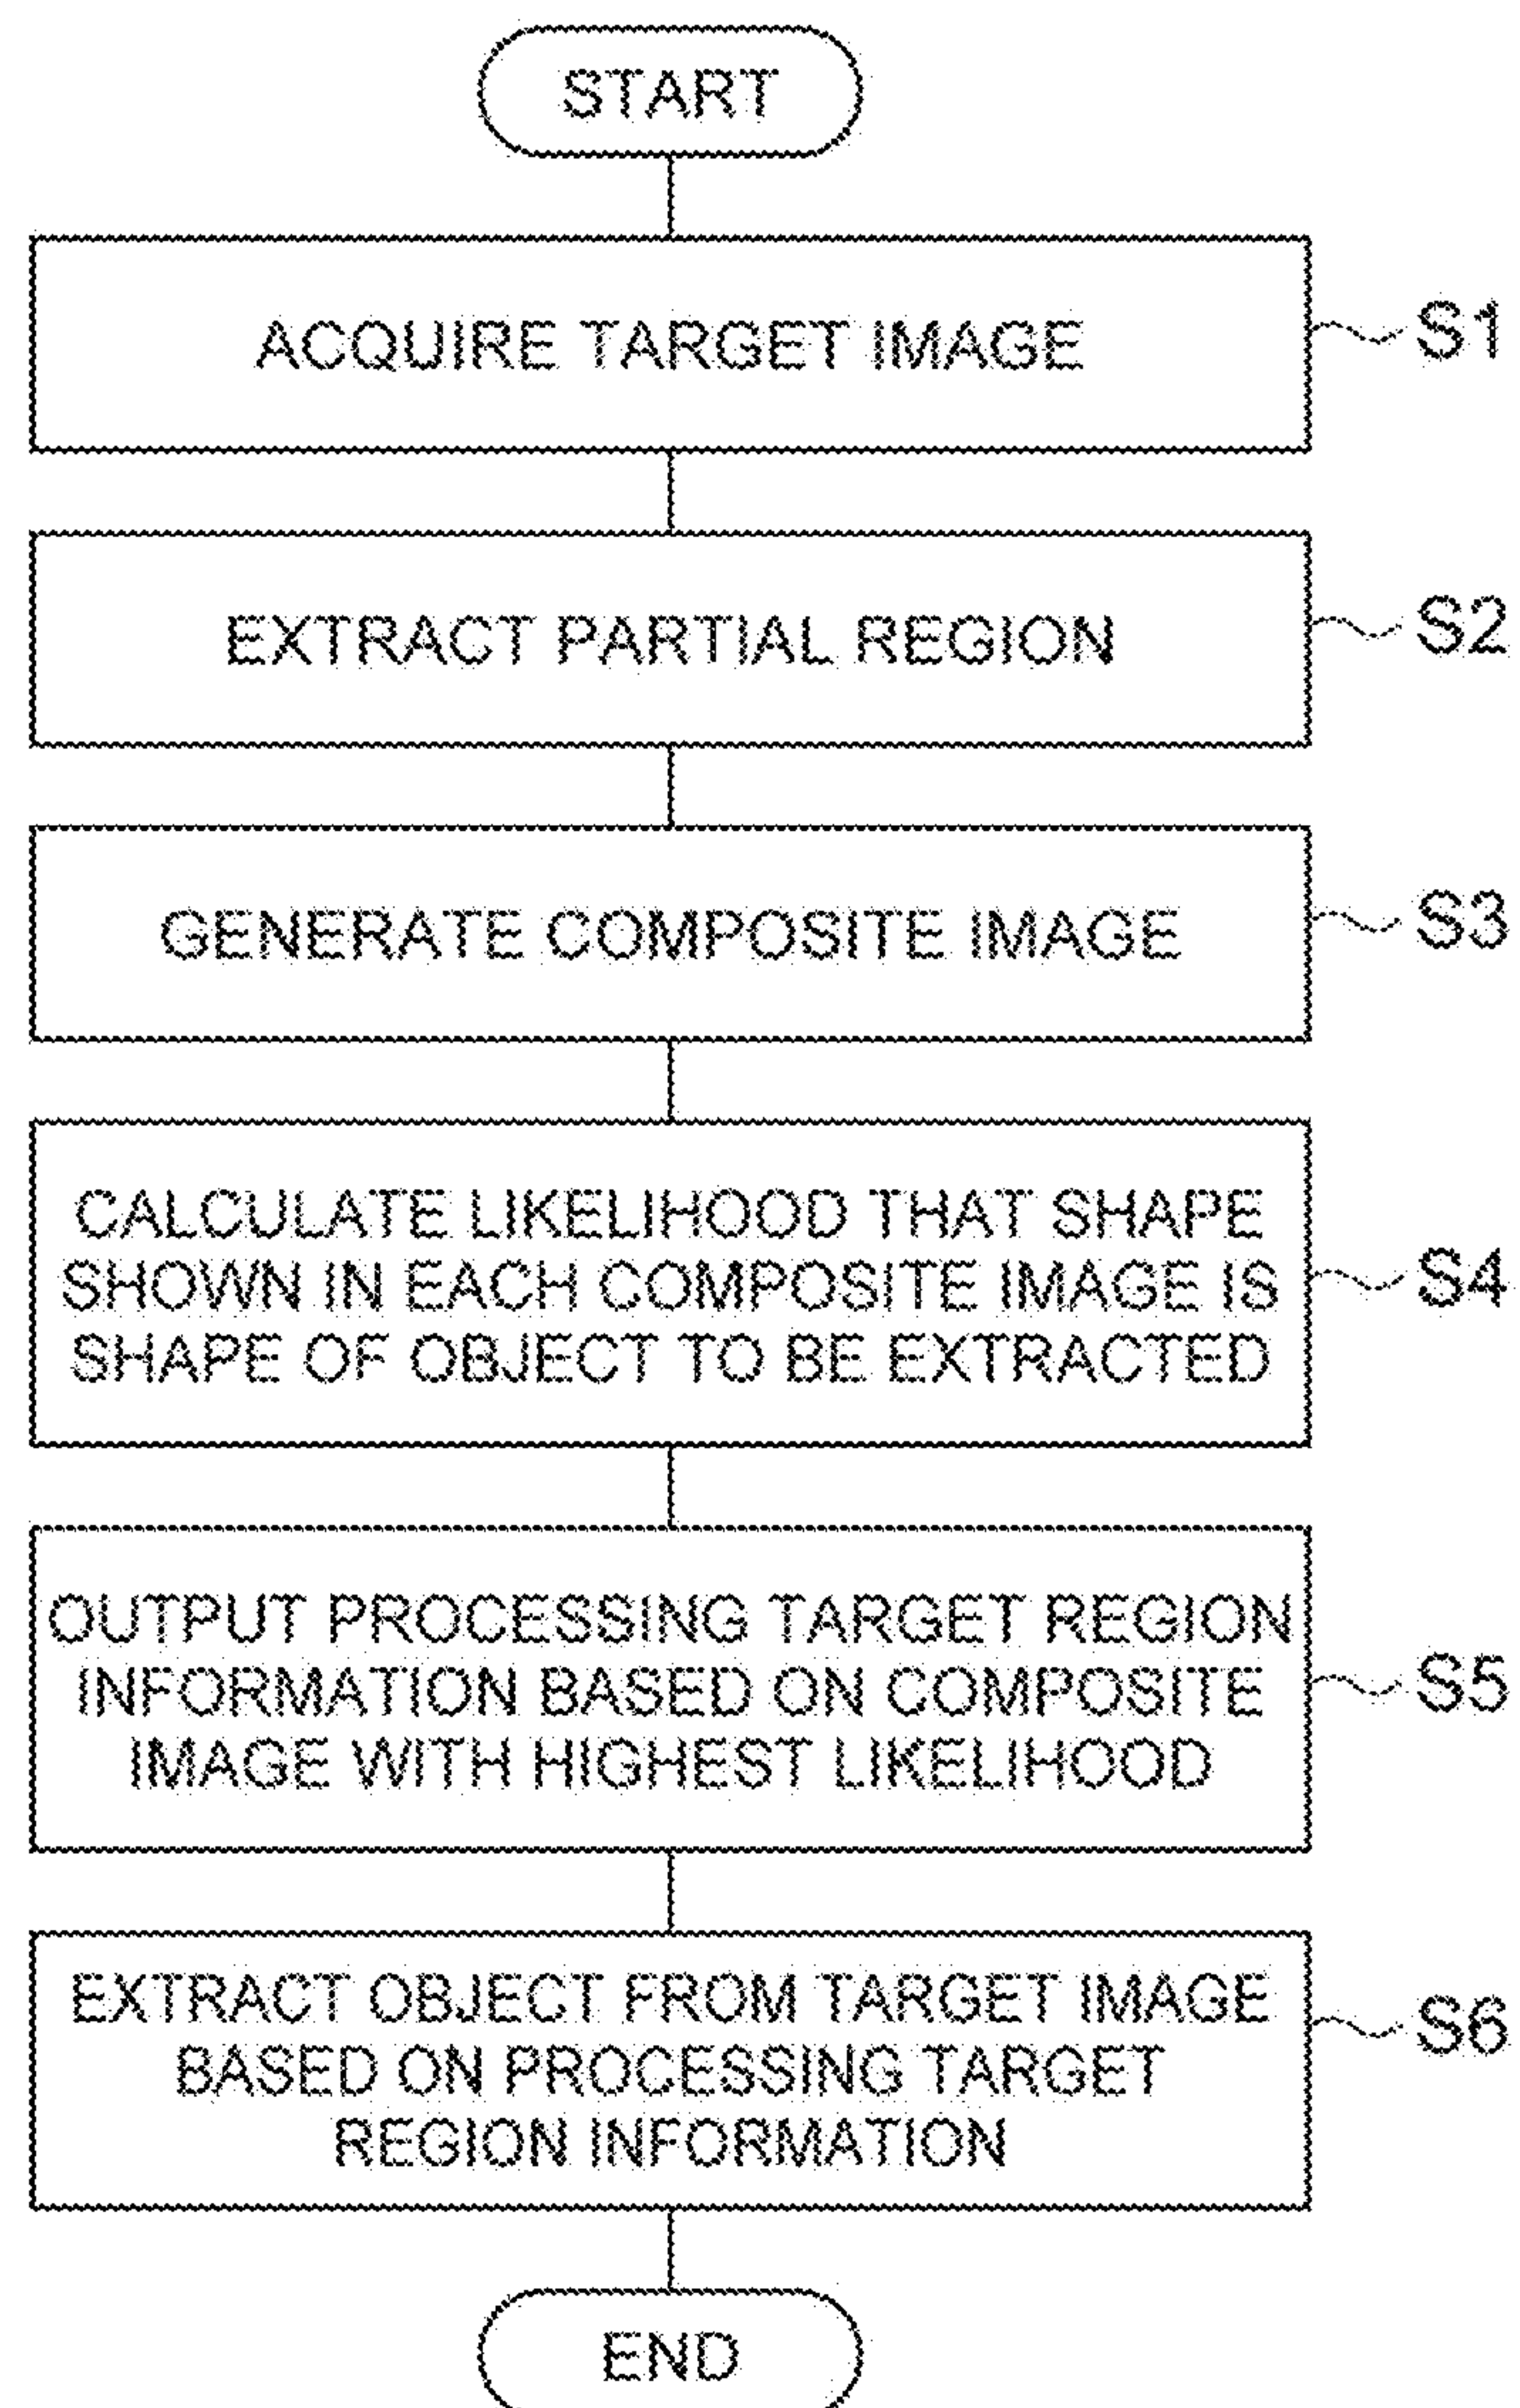 START
ACQUIRE TARGET IMAGE
S1
EXTRACT PARTIAL REGION
S2
GENERATE COMPOSITE IMAGE
S3
CALCULATE LIKELIHOOD THAT SHAPE
SHOWN IN EACH COMPOSITE IMAGE IS
SHAPE OF OBJECT TO BE EXTRACTED
S4
OUTPUT PROCESSING TARGET REGION
INFORMATION BASED ON COMPOSITE
IMAGE WITH HIGHEST LIKELIHOOD
S5
EXTRACT OBJECT FROM TARGET IMAGE
BASED ON PROCESSING TARGET
REGION INFORMATION
S6
END